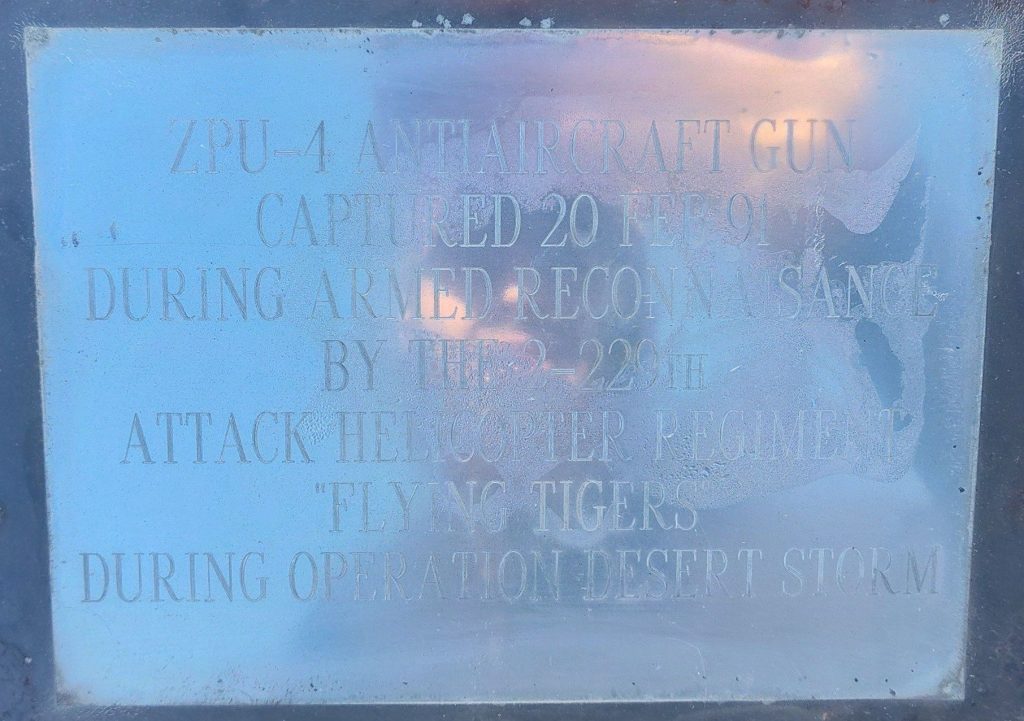 ZPU-4 ANTIAIRCRAFT GUN
CAPTURED 20 FEB 91
DURING ARMED RECONNAISANCE
BY THE 2-229TH
ATTACK HELICOPTER REGIMENT
"FLYING TIGERS"
DURING OPERATION DESERT STORM